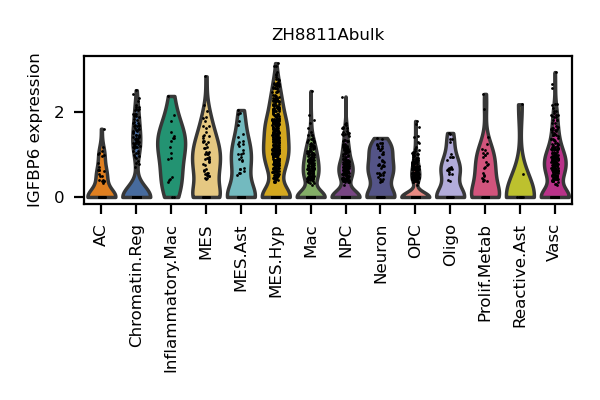 ZH8811Abulk
IGFBP6 expression
2
0
AC
Chromatin.Reg
Inflammatory.Mac
MES
MES.Ast
MES.Hyp
Mac
NPC
Neuron
OPC
Oligo
Prolif.Metab
Reactive.Ast
Vasc